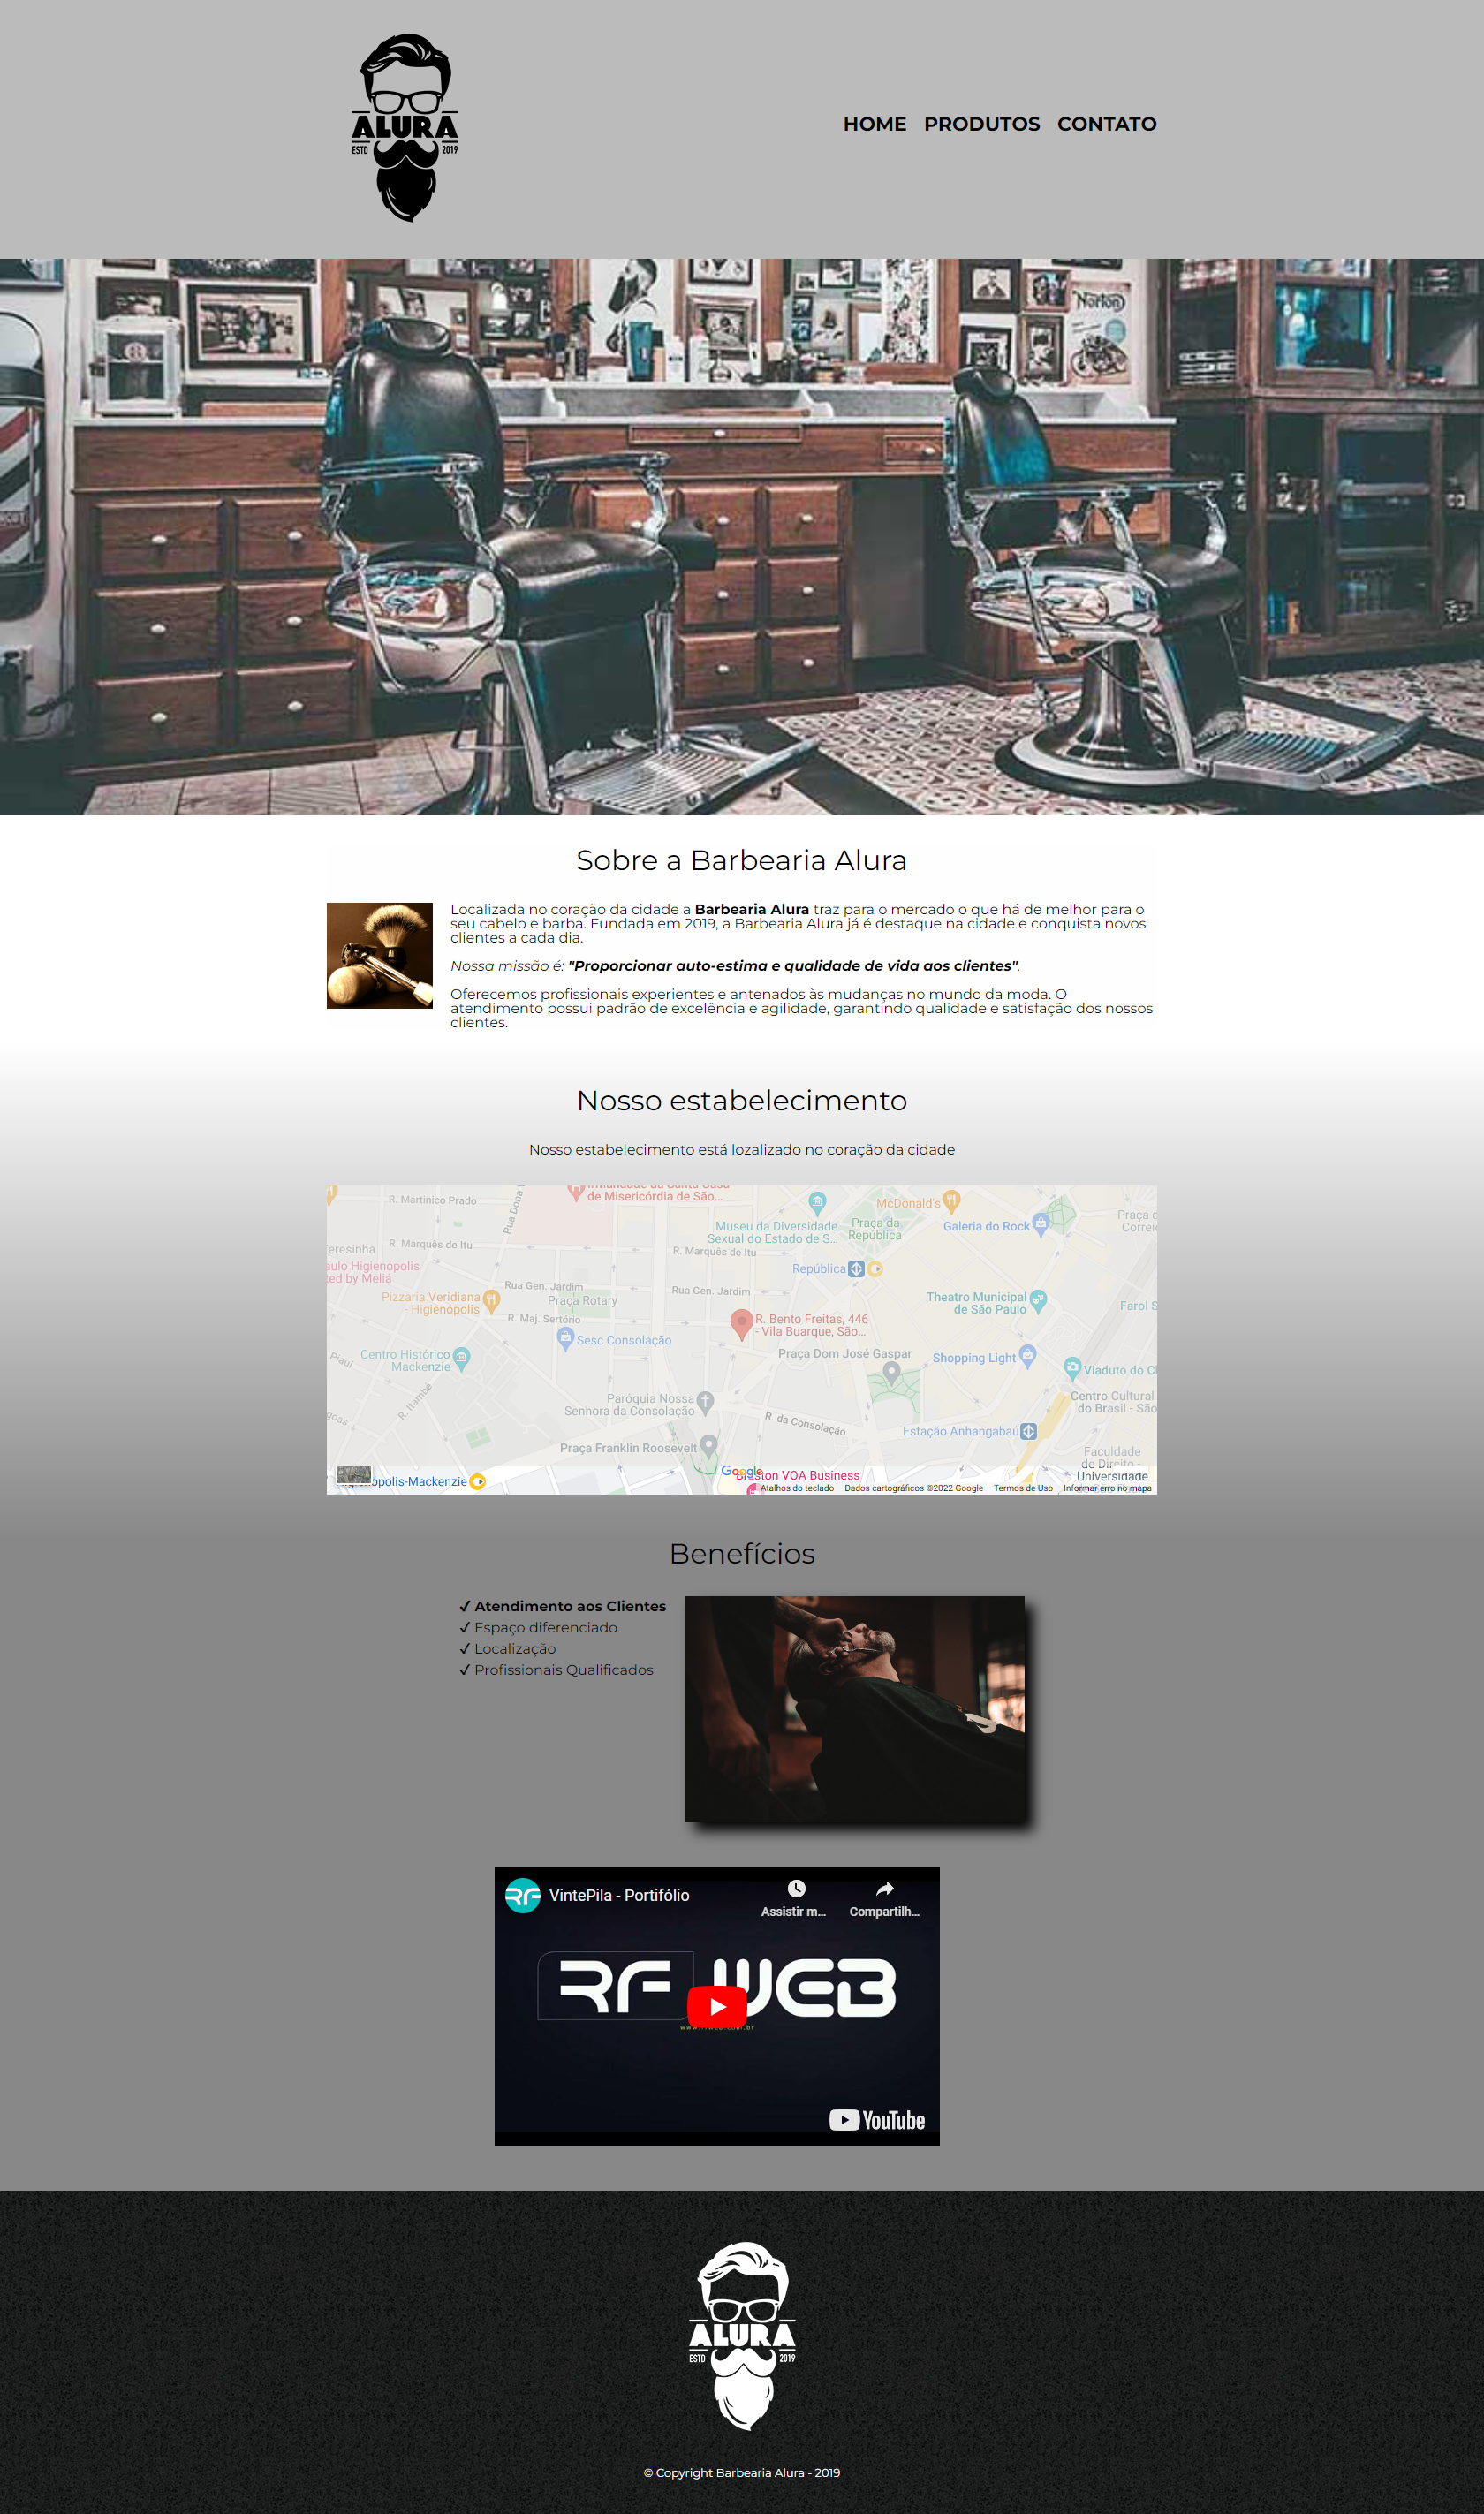 ALURA
ESTD 2019
HOME PRODUTOS CONTATO
Norton
Sobre a Barbearia Alura
Localizada no coração da cidade a Barbearia Alura traz para o mercado o que há de melhor para o
seu cabelo e barba. Fundada em 2019, a Barbearia Alura já é destaque na cidade e conquista novos
clientes a cada dia.
Nossa missão é: "Proporcionar auto-estima e qualidade de vida aos clientes".
Oferecemos profissionais experientes e antenados às mudanças no mundo da moda. O
atendimento possui padrão de excelência e agilidade, garantindo qualidade e satisfação dos nossos
clientes.
Nosso estabelecimento
Nosso estabelecimento está lozalizado no coração da cidade
R. Martinico Prado
Rua Dona
Irmandade da Santa Casa
de Misericórdia de São...
McDonald's
Museu da Diversidade
Sexual do Estado de S...
Praça da
República
Galeria do Rock
Praça d
Correi
eresinha
R. Marquês de Itu
R. Marquês de Itu
aulo Higienópolis
ted by Meliá
República
Pizzaria Veridiana
- Higienópolis
Rua Gen. Jardim
Rua Gen. Jardim
Praça Rotary
R. Maj. Sertório
Theatro Municipal
de São Paulo
Farol S
R. Bento Freitas, 446
- Vila Buarque, São...
Sesc Consolação
Piauí
Centro Histórico
Mackenzie
Praça Dom José Gaspar
Shopping Light
Viaduto do Ch
R. Itambé
goas
Paróquia Nossa
Senhora da Consolação
R. da Consolação
Centro Cultural
do Brasil - São
Estação Anhangabaú
Praça Franklin Roosevelt
Faculdade
de Direito -
Universidade
ópolis-Mackenzie
Google
Braston VOA Business
Atalhos do teclado Dados cartográficos ©2022 Google Termos de Uso Informar erro no mapa
Benefícios
✓ Atendimento aos Clientes
✓ Espaço diferenciado
✓ Localização
✓ Profissionais Qualificados
RF VintePila - Portifólio
Assistir m... Compartilh...
RF WEB
YouTube
ALURA
ESTD 2019
© Copyright Barbearia Alura - 2019